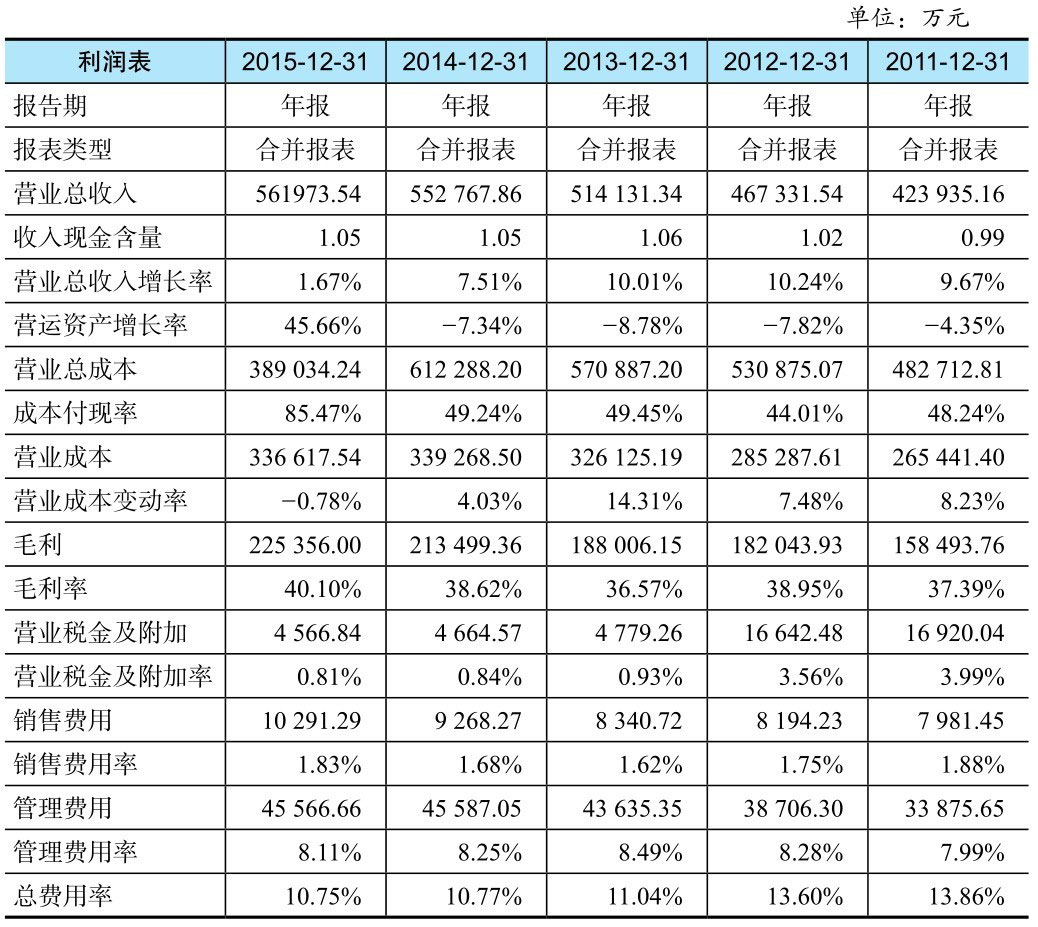 单位：万元
利润表 2015-12-31 2014-12-31 2013-12-31 2012-12-31 2011-12-31
报告期 年报 年报 年报 年报 年报
报表类型 合并报表 合并报表 合并报表 合并报表 合并报表
营业总收入 561973.54 552 767.86 514 131.34 467 331.54 423 935.16
收入现金含量 1.05 1.05 1.06 1.02 0.99
营业总收入增长率 1.67% 7.51% 10.01% 10.24% 9.67%
营运资产增长率 45.66% −7.34% −8.78% −7.82% −4.35%
营业总成本 389 034.24 612 288.20 570 887.20 530 875.07 482 712.81
成本付现率 85.47% 49.24% 49.45% 44.01% 48.24%
营业成本 336 617.54 339 268.50 326 125.19 285 287.61 265 441.40
营业成本变动率 −0.78% 4.03% 14.31% 7.48% 8.23%
毛利 225 356.00 213 499.36 188 006.15 182 043.93 158 493.76
毛利率 40.10% 38.62% 36.57% 38.95% 37.39%
营业税金及附加 4 566.84 4 664.57 4 779.26 16 642.48 16 920.04
营业税金及附加率 0.81% 0.84% 0.93% 3.56% 3.99%
销售费用 10 291.29 9 268.27 8 340.72 8 194.23 7 981.45
销售费用率 1.83% 1.68% 1.62% 1.75% 1.88%
管理费用 45 566.66 45 587.05 43 635.35 38 706.30 33 875.65
管理费用率 8.11% 8.25% 8.49% 8.28% 7.99%
总费用率 10.75% 10.77% 11.04% 13.60% 13.86%